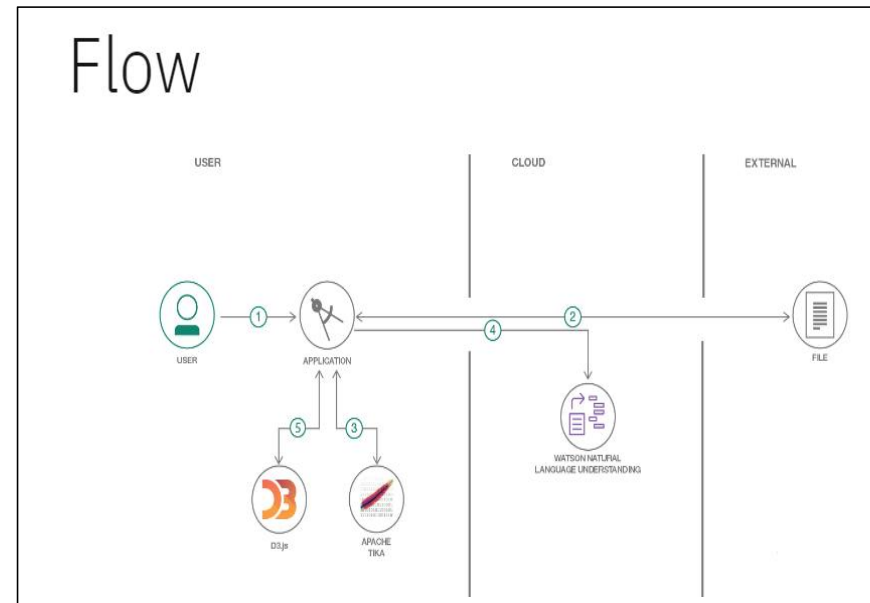 Flow
USER
CLOUD
EXTERNAL
1
2
4
USER
APPLICATION
FILE
5
3
WATSON NATURAL
LANGUAGE UNDERSTANDING
D3
D3.js
APACHE
TIKA